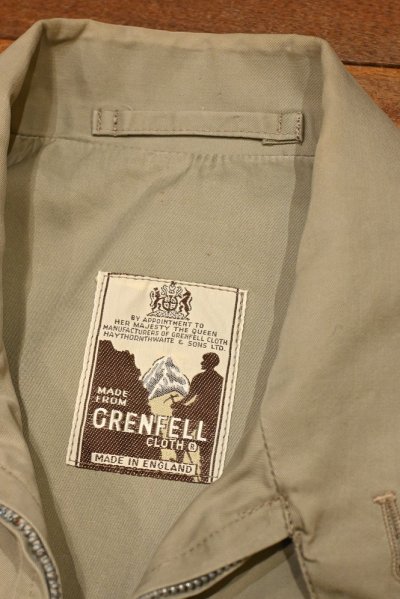 BY APPOINTMENT TO
HER MAJESTY THE QUEEN
MANUFACTURERS OF GRENFELL CLOTH
HAYTHORNTHWAITE & SONS LTD.
MADE
FROM
GRENFELL
CLOTH ®
MADE IN ENGLAND